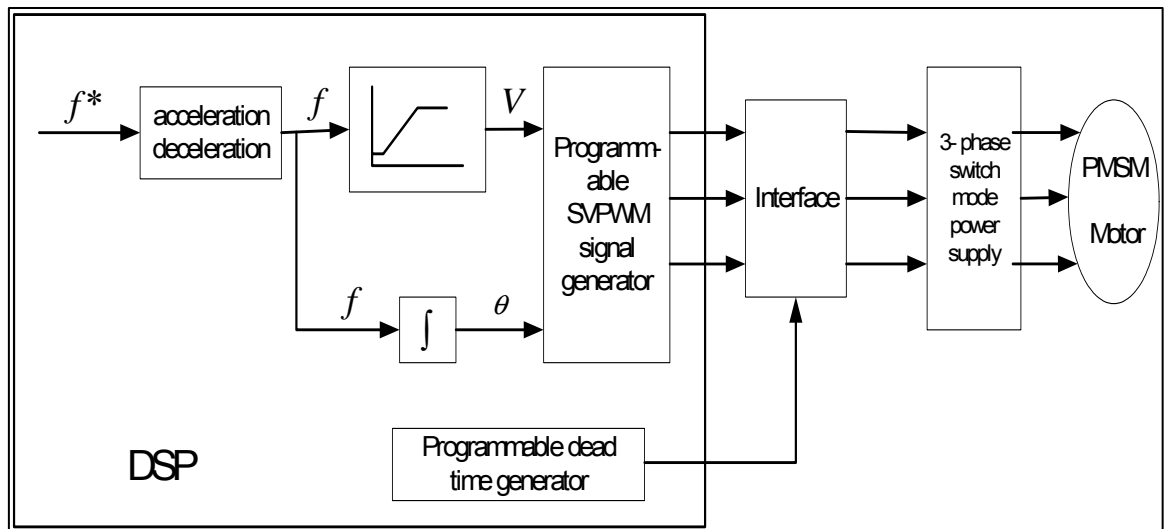 f*
acceleration
deceleration
f
V
f
∫
θ
Programm-
able
SVPWM
signal
generator
Interface
3- phase
switch
mode
power
supply
PMSM
Motor
Programmable dead
time generator
DSP